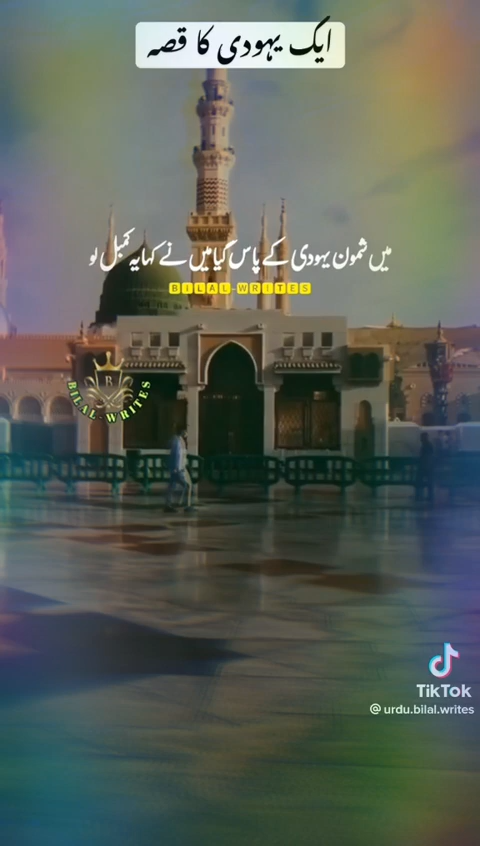 ایک یہودی کا قصہ
میں شمون یہودی کے پاس گیا میں نے کہا یہ کمبل لو
BILAL-WRITES
B
BILAL WRITES
TikTok
@urdu.bilal.writes